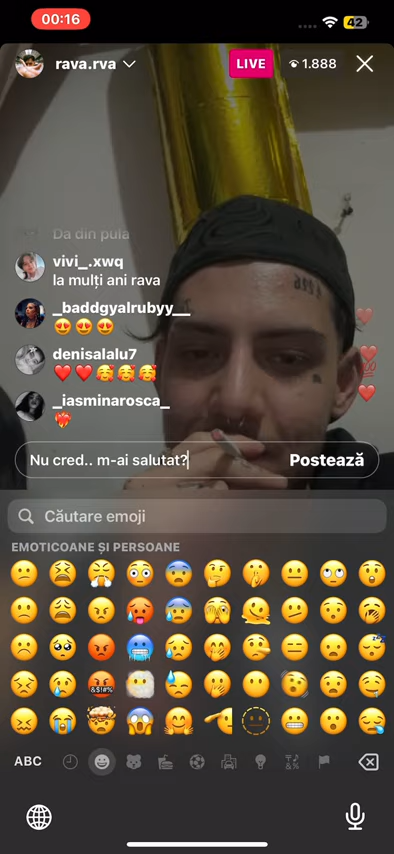 00:16
42
rava.rva
LIVE
1.888
Da din pula
vivi_.xwq
la mulți ani rava
_baddgyalrubyy__
😍😍😍
denisalalu7
❤️❤️🥰🥰🥰
_iasminarosca_
❤️‍🔥
Nu cred.. m-ai salutat?
Postează
Căutare emoji
EMOTICOANE ȘI PERSOANE
ABC